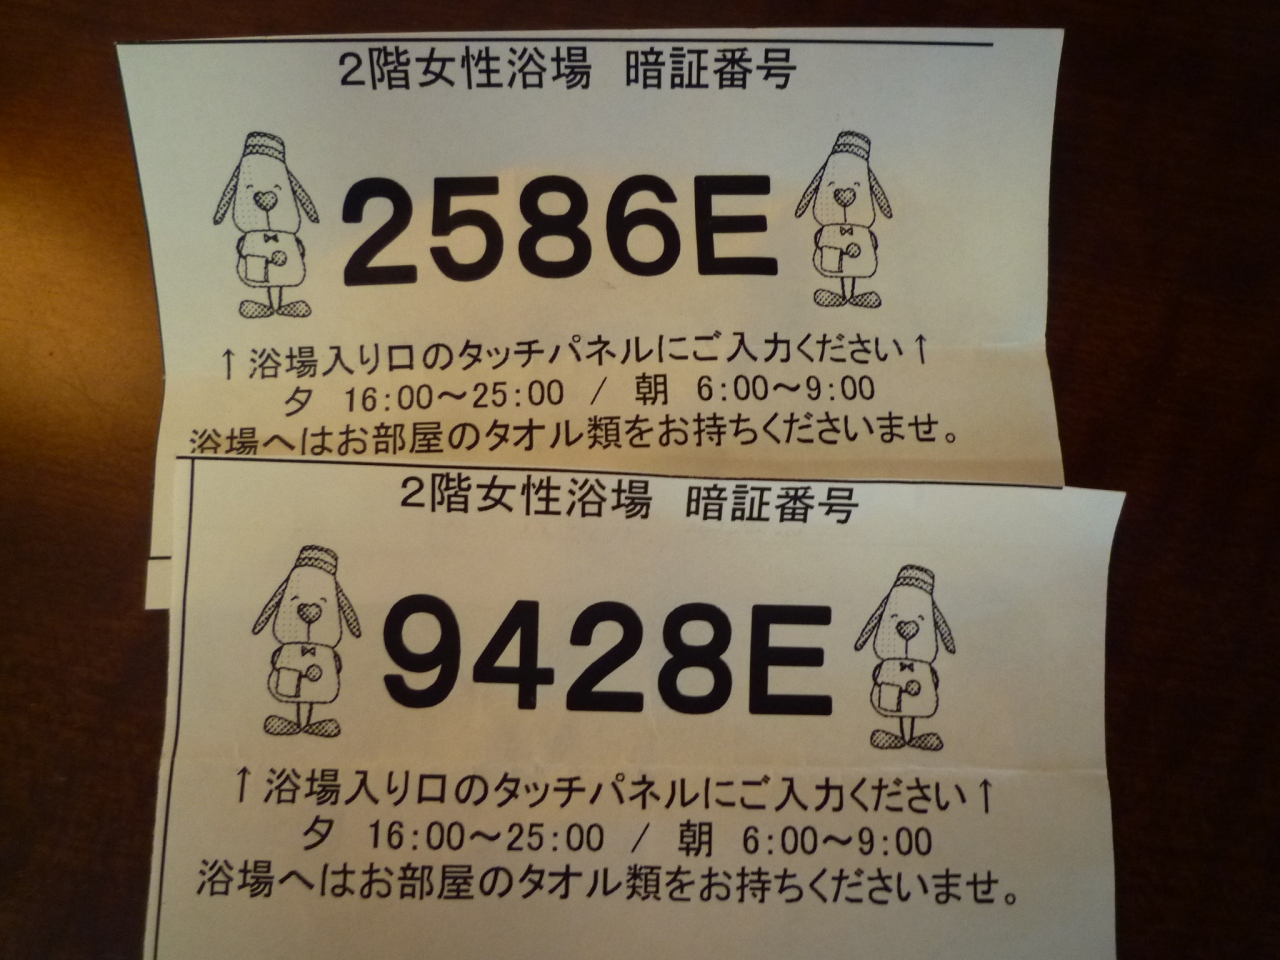 2階女性浴場 暗証番号
2586E
↑浴場入り口のタッチパネルにご入力ください↑
夕 16:00～25:00 / 朝 6:00～9:00
浴場へはお部屋のタオル類をお持ちくださいませ。
2階女性浴場 暗証番号
9428E
↑浴場入り口のタッチパネルにご入力ください↑
夕 16:00～25:00 / 朝 6:00～9:00
浴場へはお部屋のタオル類をお持ちくださいませ。